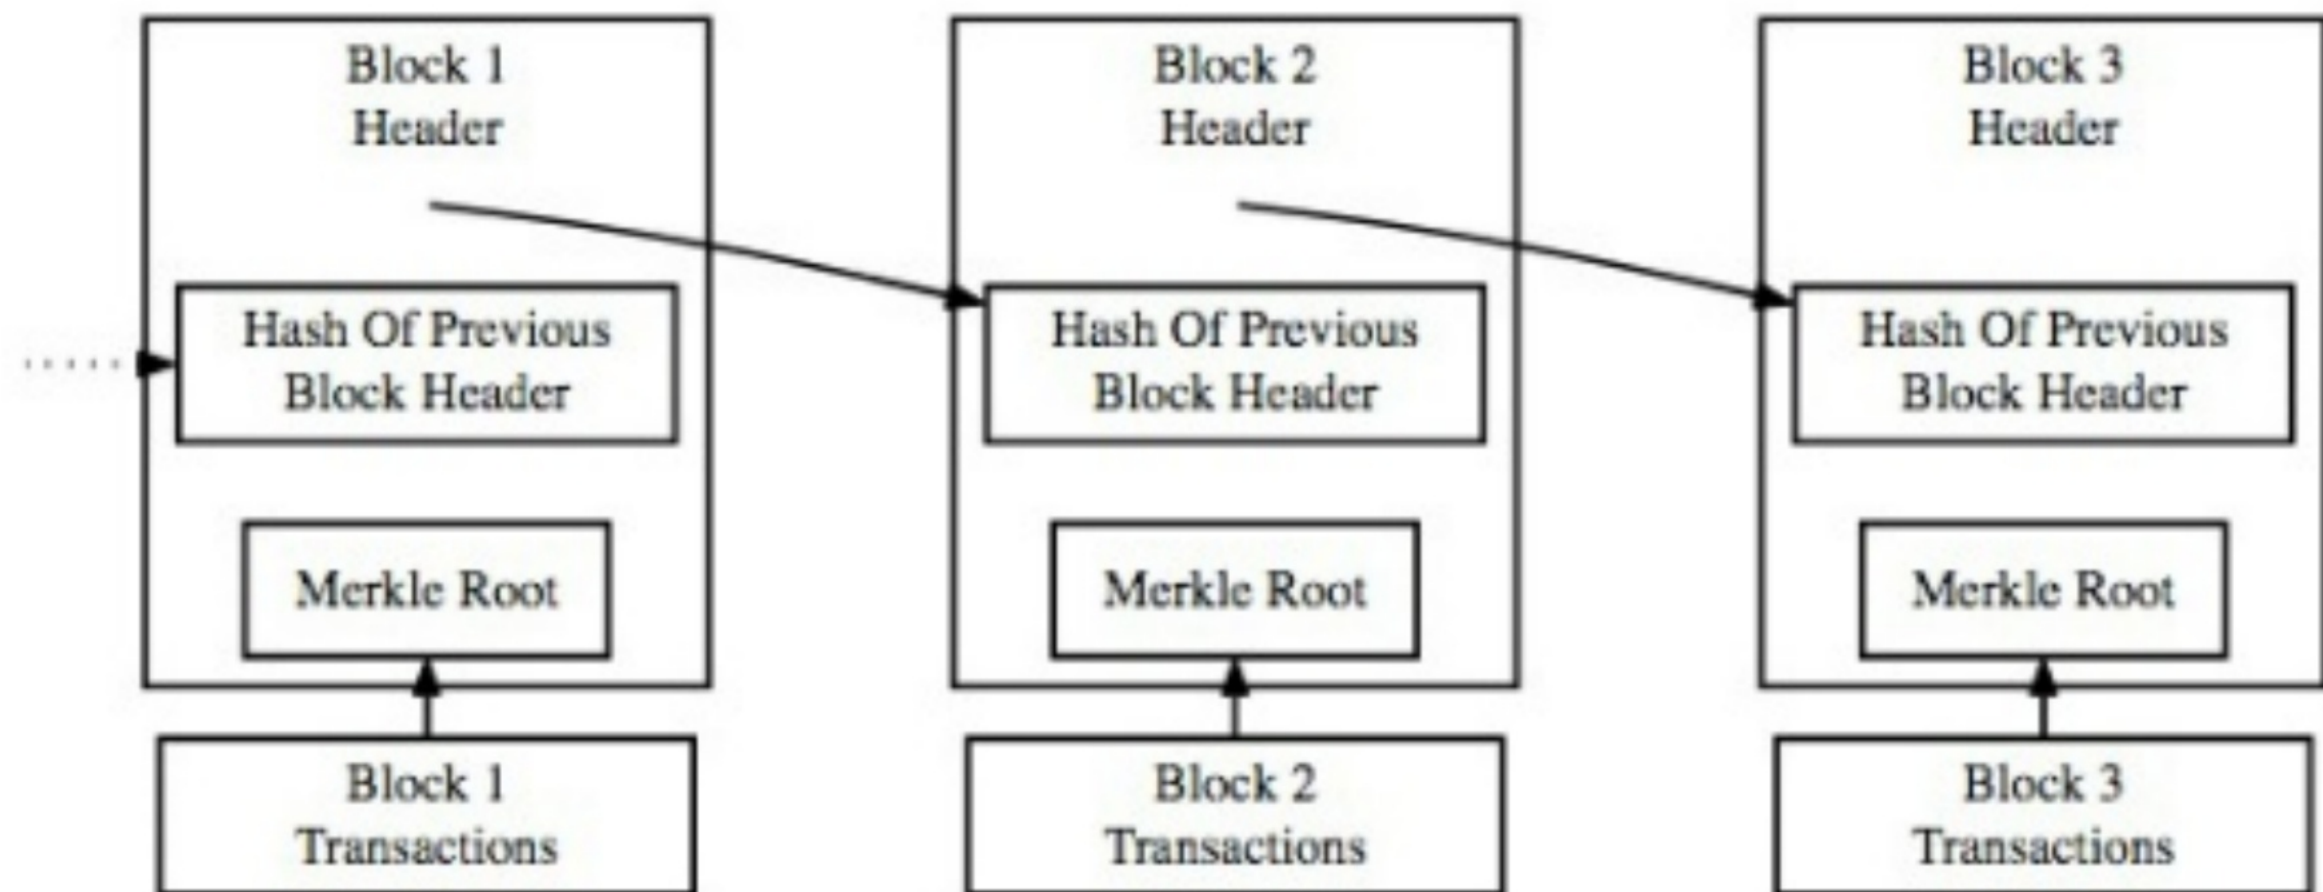 Block 1
Header
Hash Of Previous
Block Header
Merkle Root
Block 1
Transactions
Block 2
Header
Hash Of Previous
Block Header
Merkle Root
Block 2
Transactions
Block 3
Header
Hash Of Previous
Block Header
Merkle Root
Block 3
Transactions